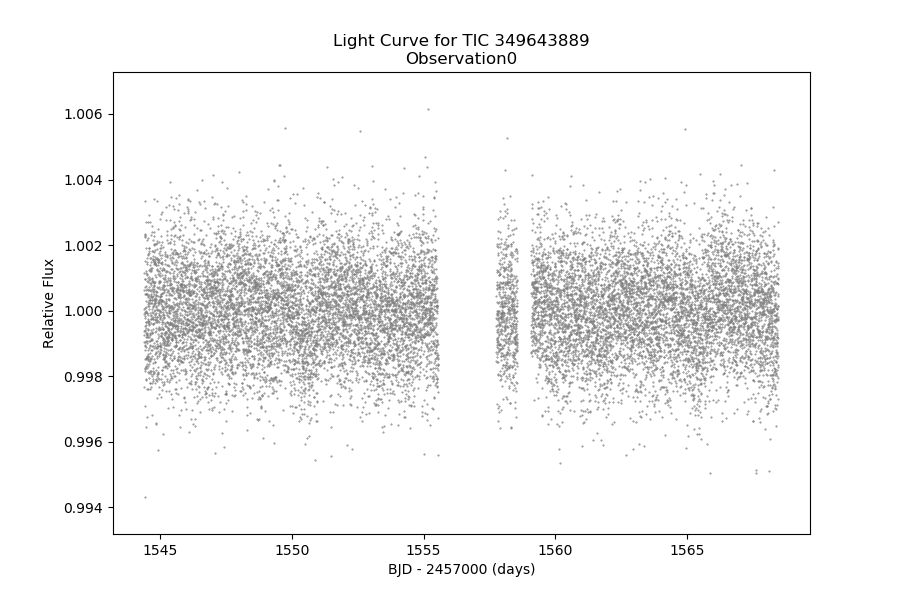 Light Curve for TIC 349643889
Observation0
1.006
1.004
1.002
1.000
0.998
0.996
0.994
Relative Flux
1545 1550 1555 1560 1565
BJD - 2457000 (days)